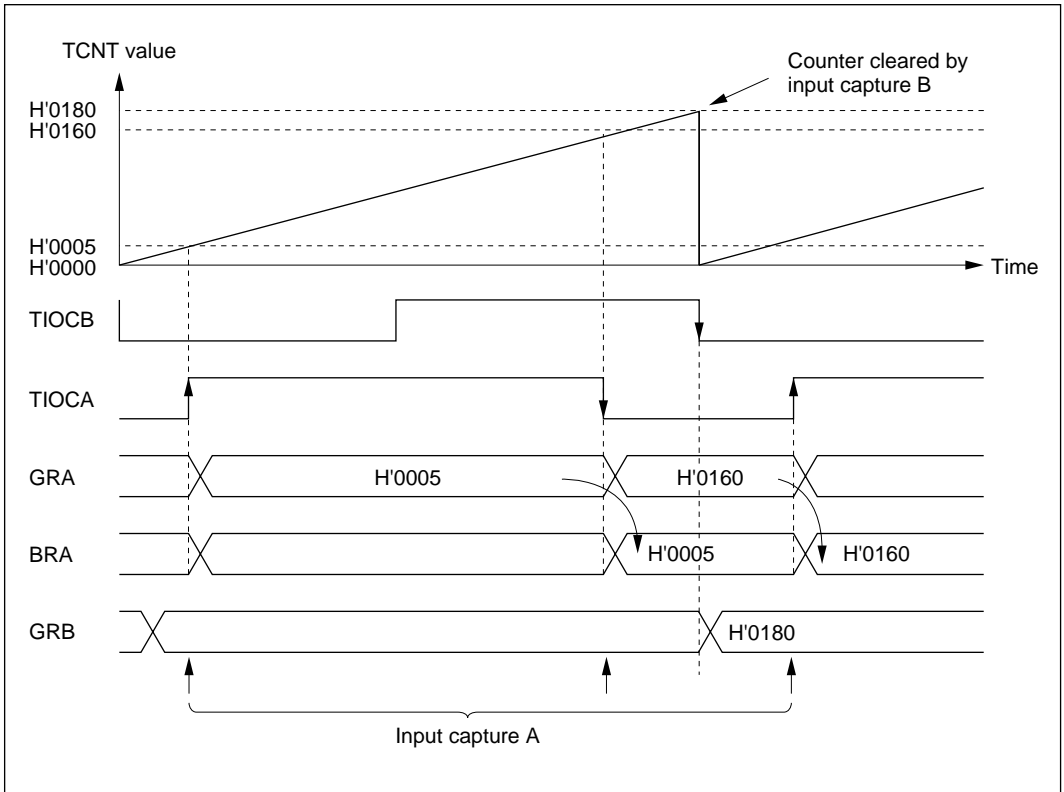 TCNT value
Counter cleared by
input capture B
H'0180
H'0160
H'0005
H'0000
Time
TIOCB
TIOCA
GRA
H'0005
H'0160
BRA
H'0005
H'0160
GRB
H'0180
Input capture A